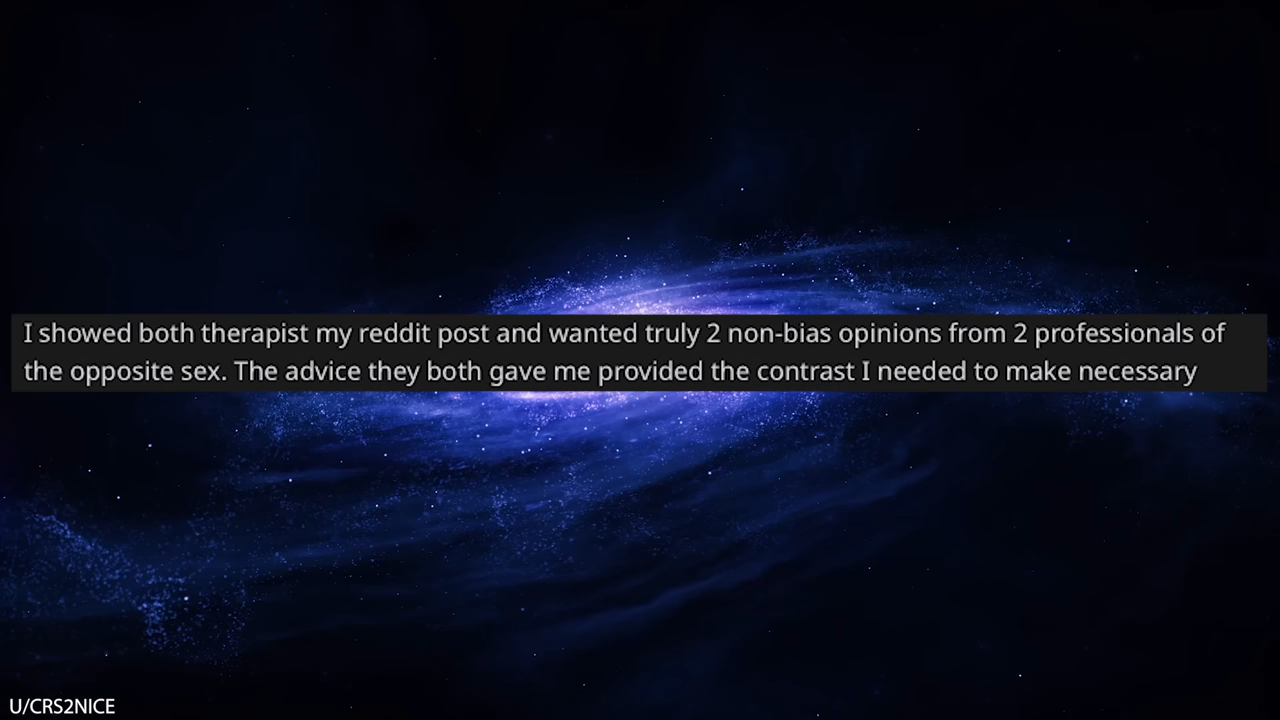 I showed both therapist my reddit post and wanted truly 2 non-bias opinions from 2 professionals of
the opposite sex. The advice they both gave me provided the contrast I needed to make necessary
U/CRS2NICE